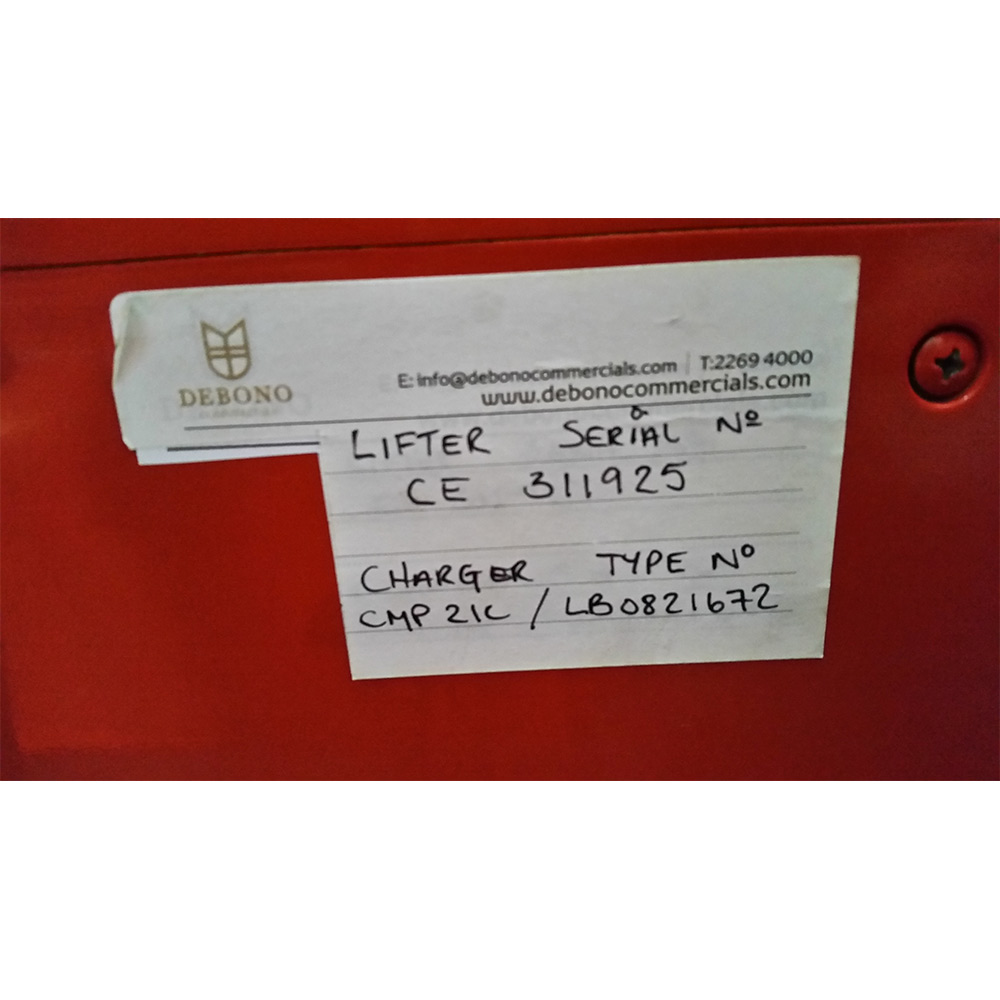 DEBONO
E: info@debonocommercials.com | T:2269 4000
www.debonocommercials.com
LIFTER SERIAL Nº
CE 311925
CHARGER TYPE Nº
CMP 21C / LB0821672